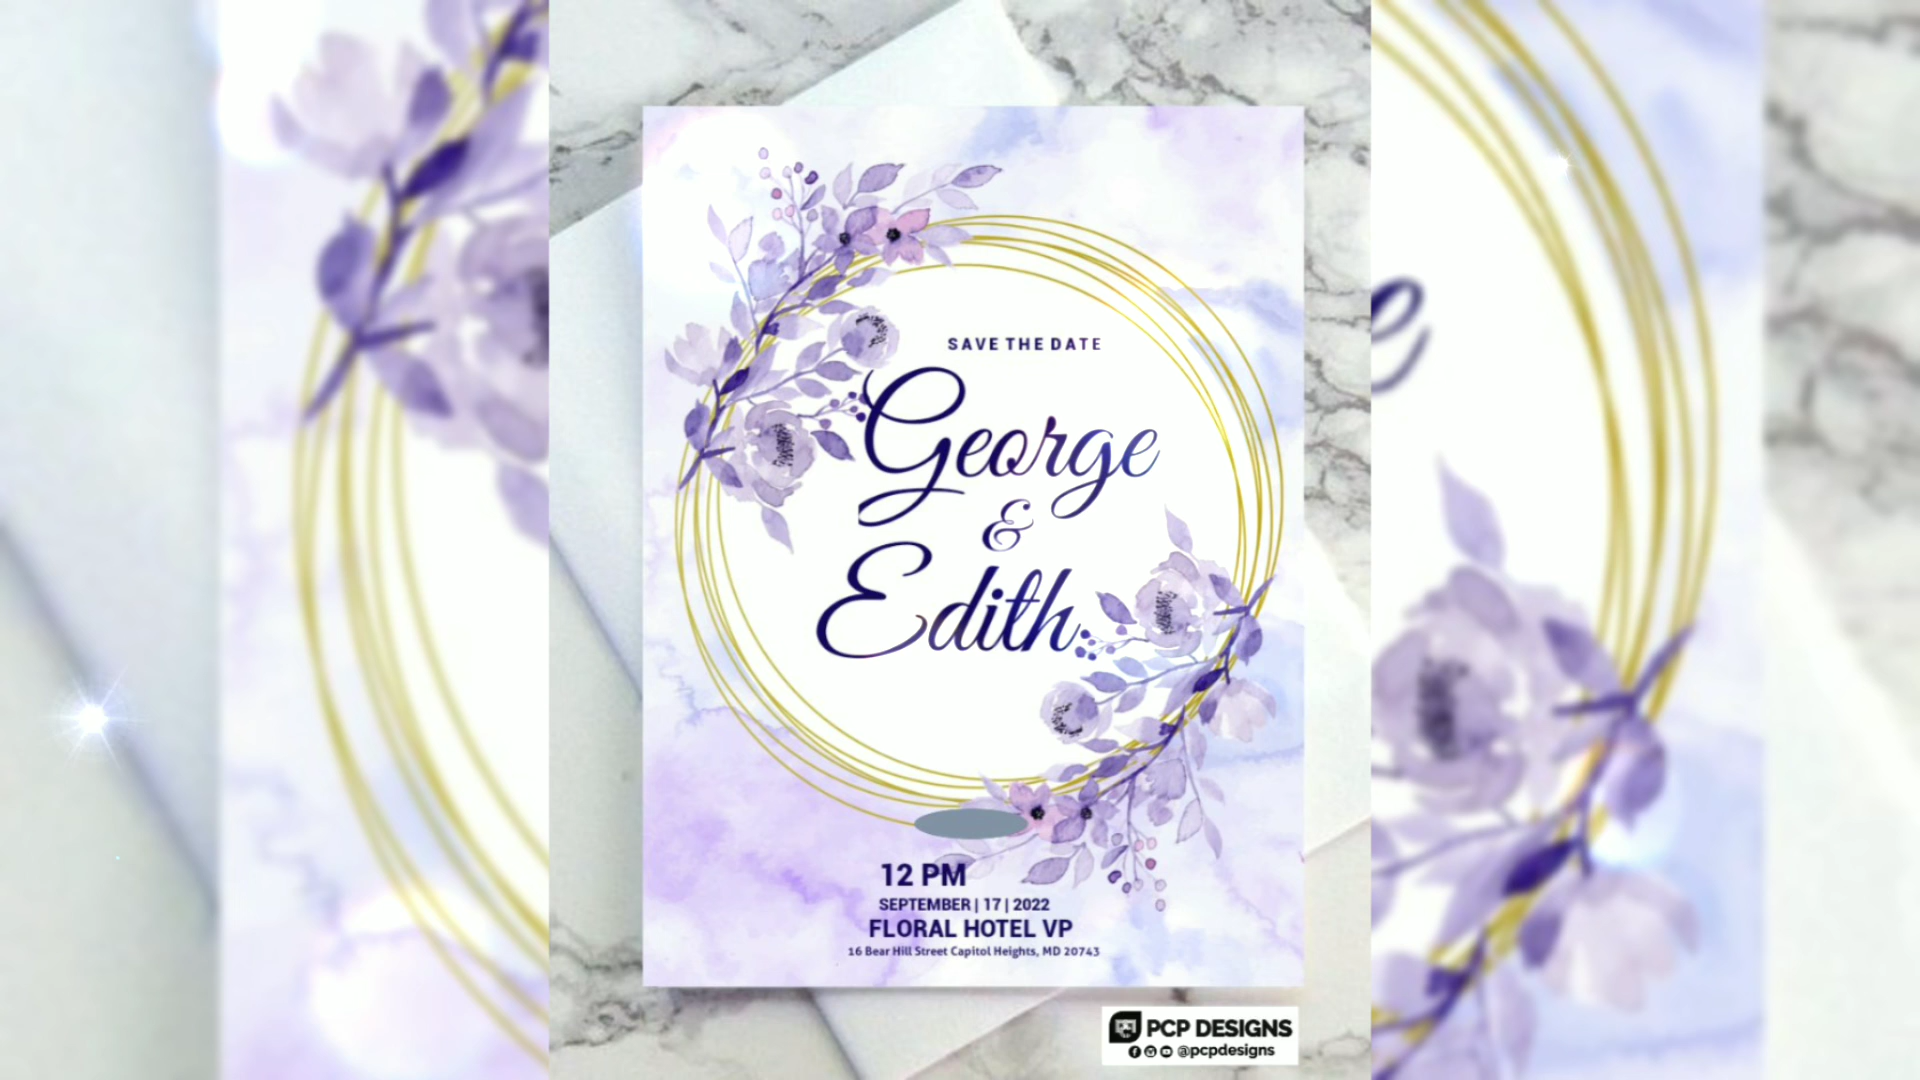 SAVE THE DATE
George
&
Edith
12 PM
SEPTEMBER | 17 | 2022
FLORAL HOTEL VP
16 Bear Hill Street Capitol Heights, MD 20743
PCP DESIGNS
@pcpdesigns